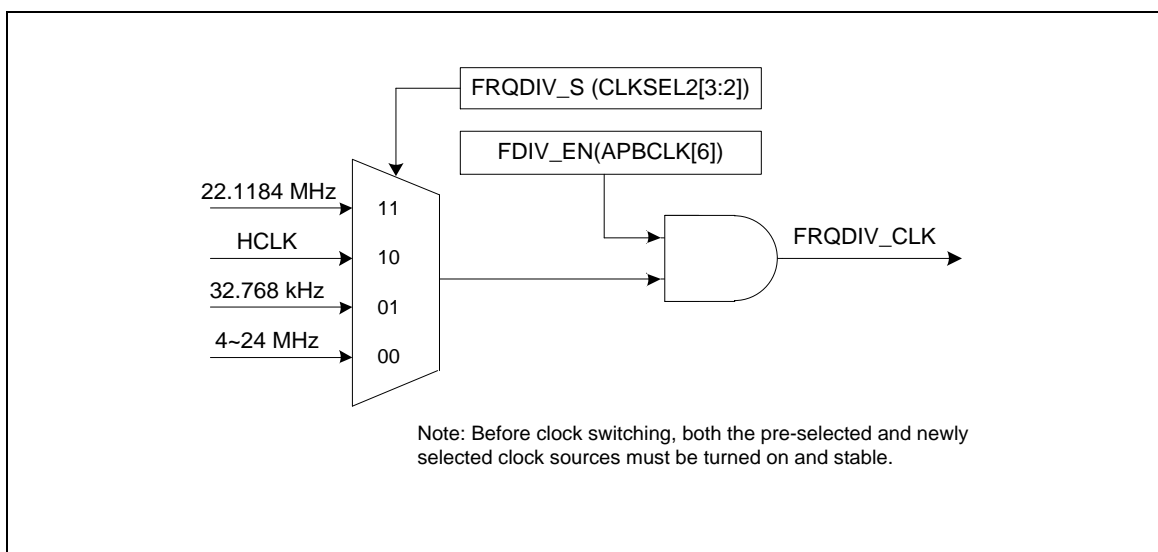 FRQDIV_S (CLKSEL2[3:2])
FDIV_EN(APBCLK[6])
22.1184 MHz
11
HCLK
10
32.768 kHz
01
4~24 MHz
00
FRQDIV_CLK
Note: Before clock switching, both the pre-selected and newly
selected clock sources must be turned on and stable.